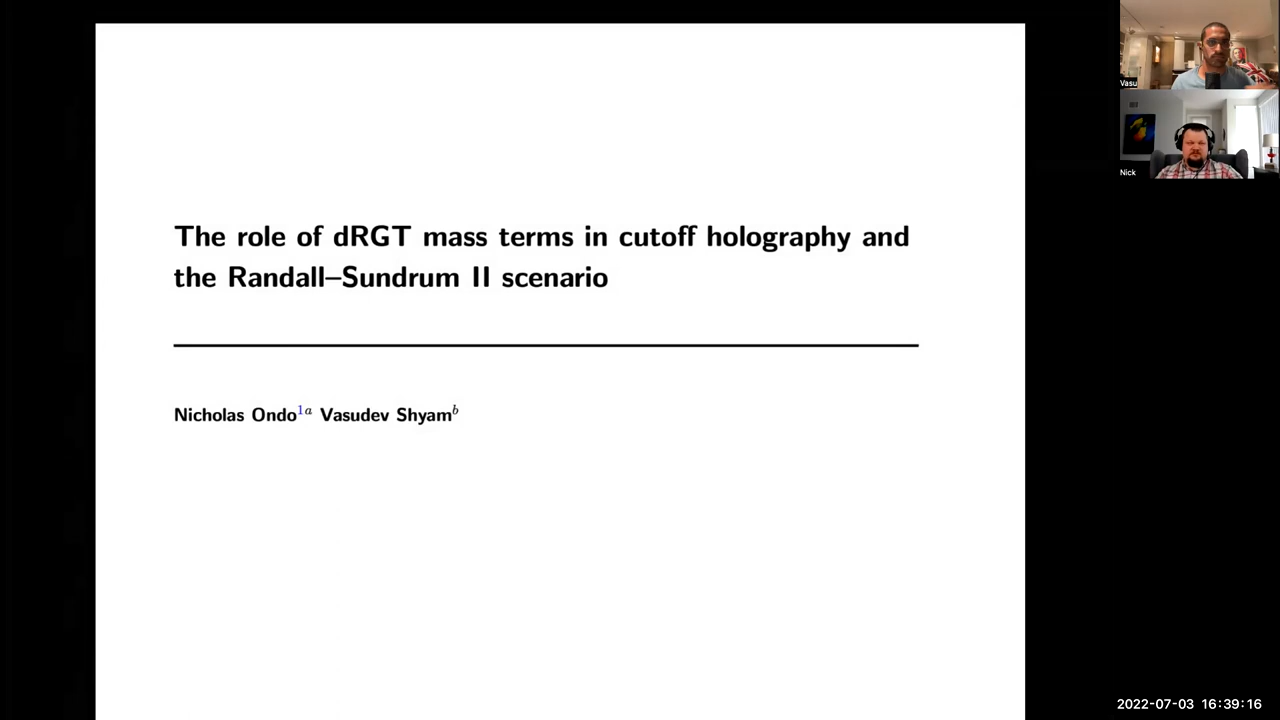 The role of dRGT mass terms in cutoff holography and
the Randall–Sundrum II scenario
Nicholas Ondo1a Vasudev Shyamb
Vasu
Nick
2022-07-03 16:39:16